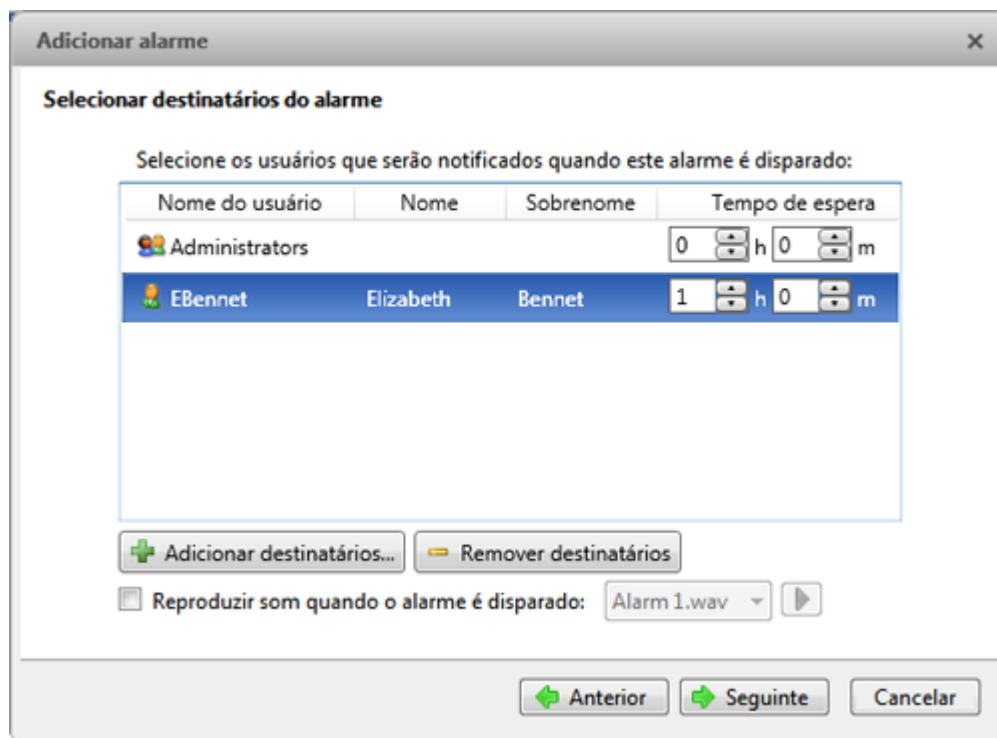 Adicionar alarme
Selecionar destinatários do alarme
Selecione os usuários que serão notificados quando este alarme é disparado:
Nome do usuário Nome Sobrenome Tempo de espera
Administrators 0 h 0 m
EBennet Elizabeth Bennet 1 h 0 m
Adicionar destinatários... Remover destinatários
Reproduzir som quando o alarme é disparado: Alarm 1.wav
Anterior Seguinte Cancelar